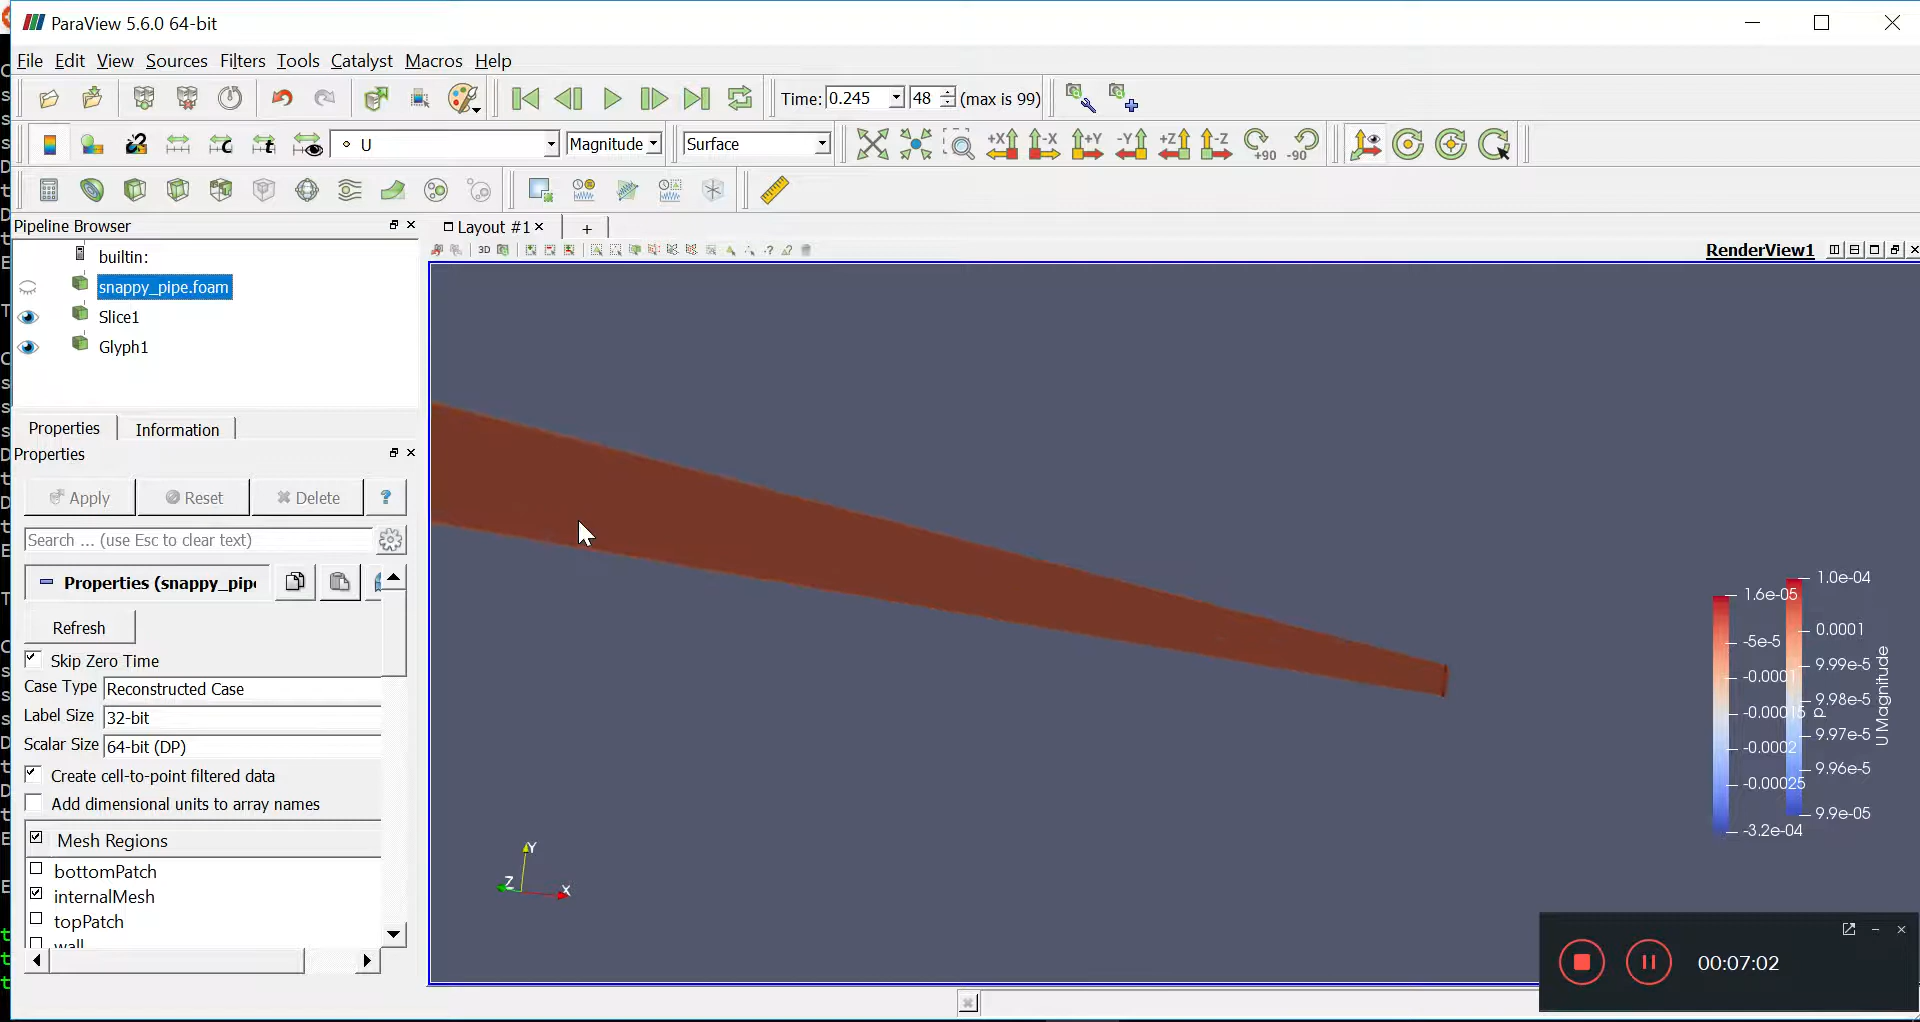 ParaView 5.6.0 64-bit
File Edit View Sources Filters Tools Catalyst Macros Help
Time: 0.245 48 (max is 99)
U Magnitude Surface +X -X +Y -Y +Z -Z +90 -90
Pipeline Browser
Layout #1 +
builtin:
3D
RenderView1
snappy_pipe.foam
Slice1
Glyph1
Properties Information
Properties
Apply Reset Delete ?
Search ... (use Esc to clear text)
Properties (snappy_pip
Refresh
Skip Zero Time
Case Type Reconstructed Case
Label Size 32-bit
Scalar Size 64-bit (DP)
Create cell-to-point filtered data
Add dimensional units to array names
Mesh Regions
bottomPatch
internalMesh
topPatch
wall
Y
Z
X
1.6e-05
-5e-5
-0.0001
-0.00015
-0.0002
-0.00025
-3.2e-04
p
1.0e-04
0.0001
9.99e-5
9.98e-5
9.97e-5
9.96e-5
9.9e-05
U Magnitude
00:07:02